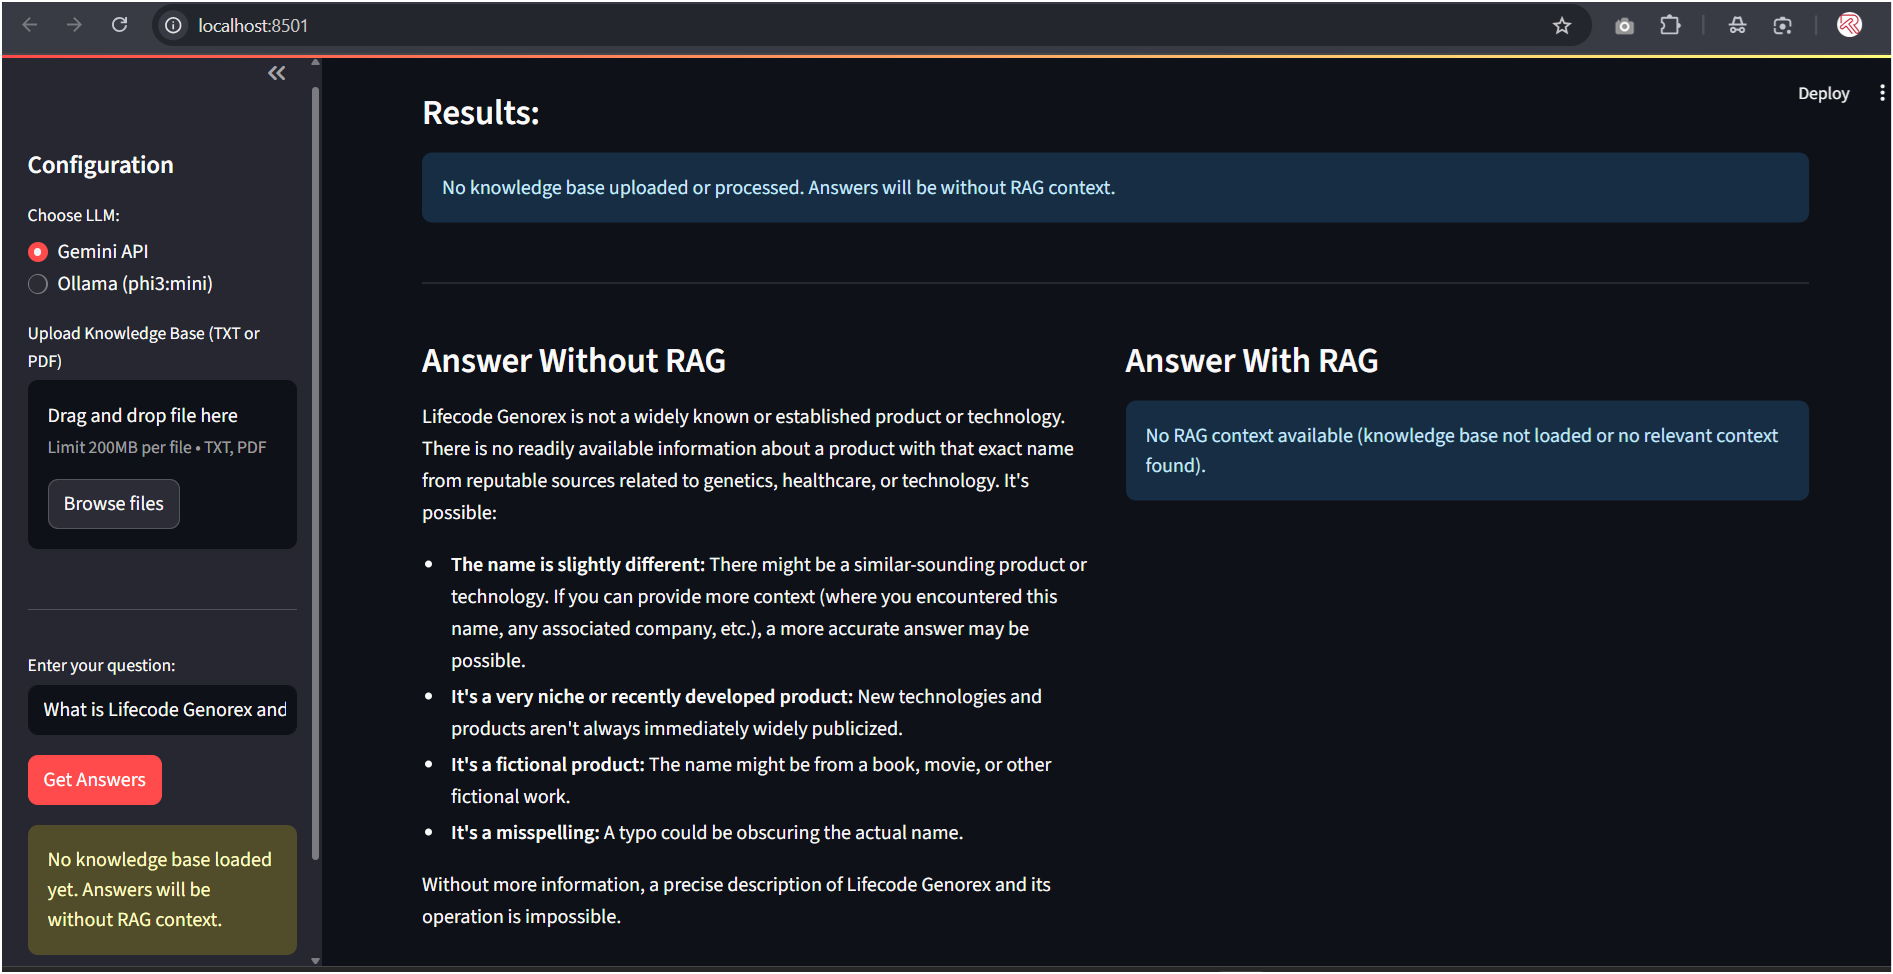 localhost:8501
Deploy
Configuration
Choose LLM:
Gemini API
Ollama (phi3:mini)
Upload Knowledge Base (TXT or
PDF)
Drag and drop file here
Limit 200MB per file • TXT, PDF
Browse files
Enter your question:
What is Lifecode Genorex and
Get Answers
No knowledge base loaded
yet. Answers will be
without RAG context.
Results:
No knowledge base uploaded or processed. Answers will be without RAG context.
Answer Without RAG
Lifecode Genorex is not a widely known or established product or technology.
There is no readily available information about a product with that exact name
from reputable sources related to genetics, healthcare, or technology. It's
possible:
• The name is slightly different: There might be a similar-sounding product or
technology. If you can provide more context (where you encountered this
name, any associated company, etc.), a more accurate answer may be
possible.
• It's a very niche or recently developed product: New technologies and
products aren't always immediately widely publicized.
• It's a fictional product: The name might be from a book, movie, or other
fictional work.
• It's a misspelling: A typo could be obscuring the actual name.
Without more information, a precise description of Lifecode Genorex and its
operation is impossible.
Answer With RAG
No RAG context available (knowledge base not loaded or no relevant context
found).